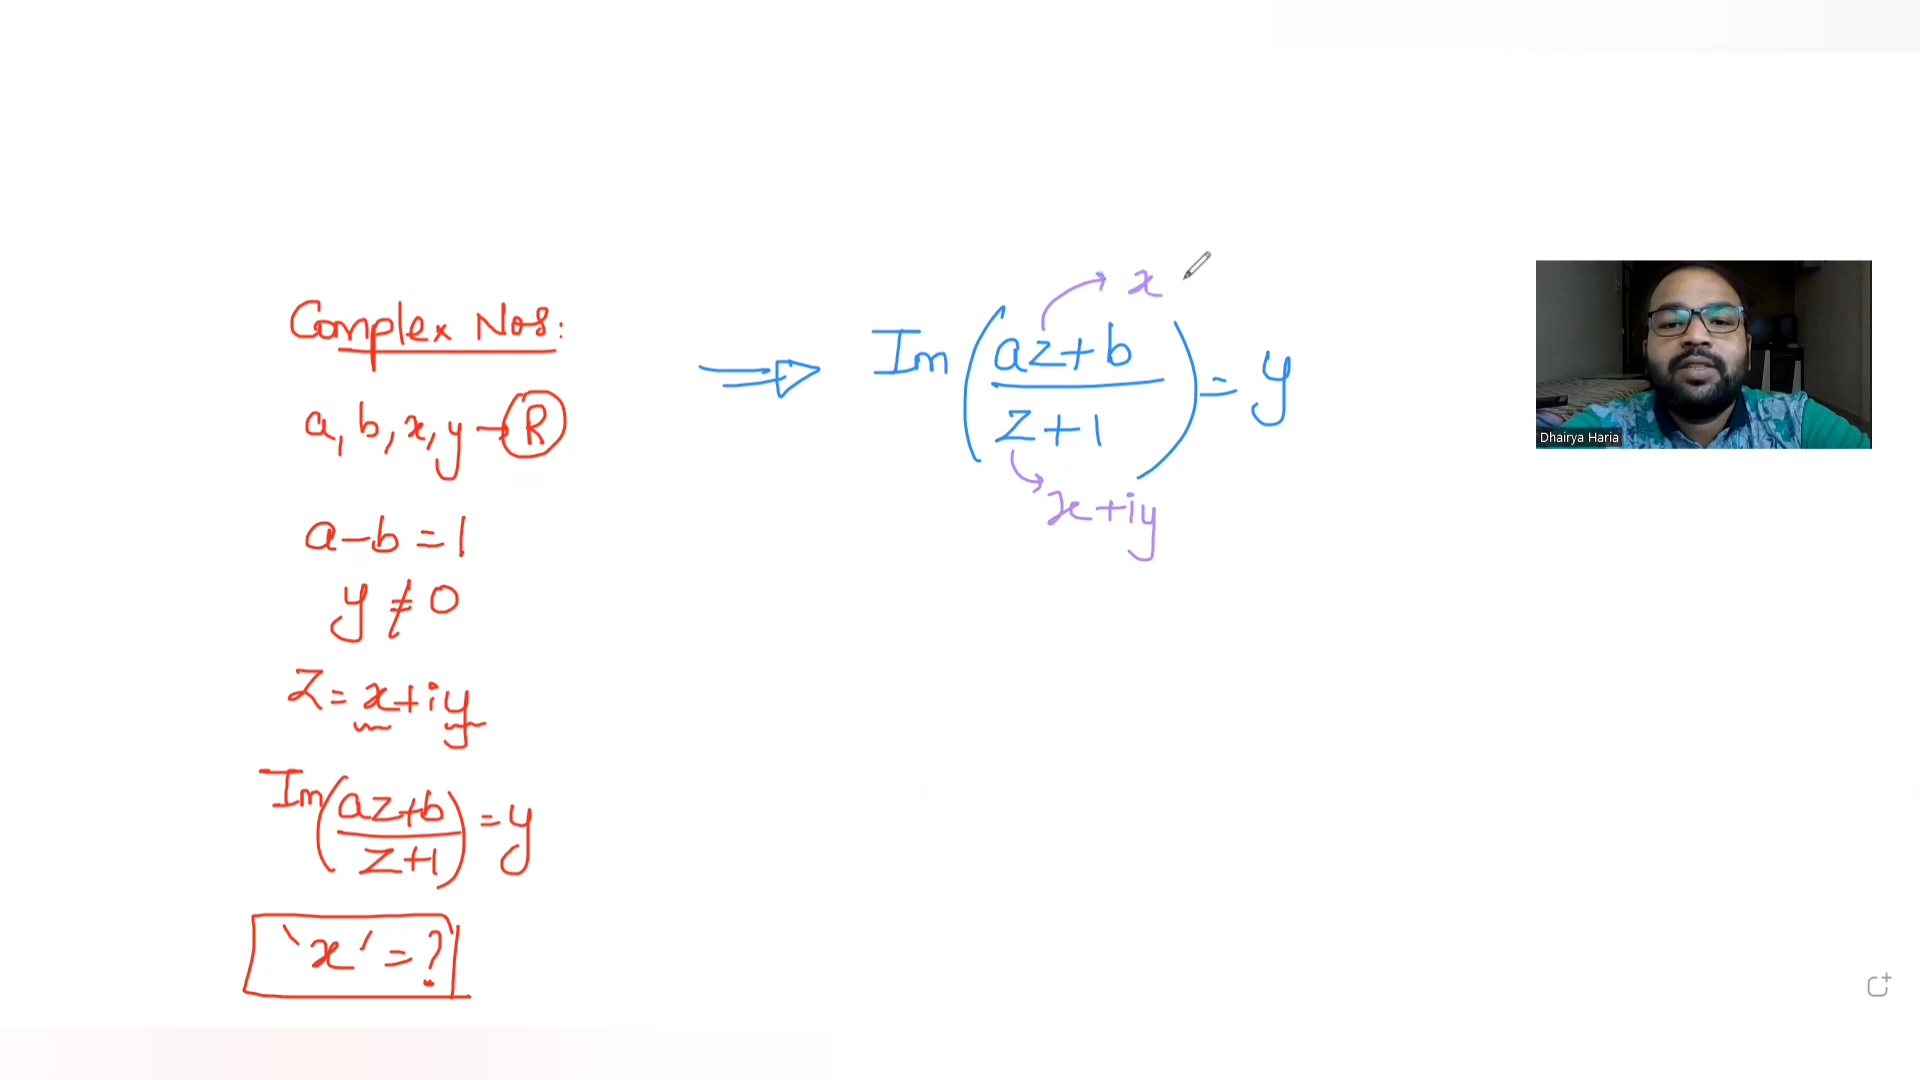 Complex Nos:
a, b, x, y → R
a-b = 1
y ≠ 0
z = x+iy
Im(az+b / z+1) = y
'x' = ?
x
Im(az+b / z+1) = y
x+iy
Dhairya Haria